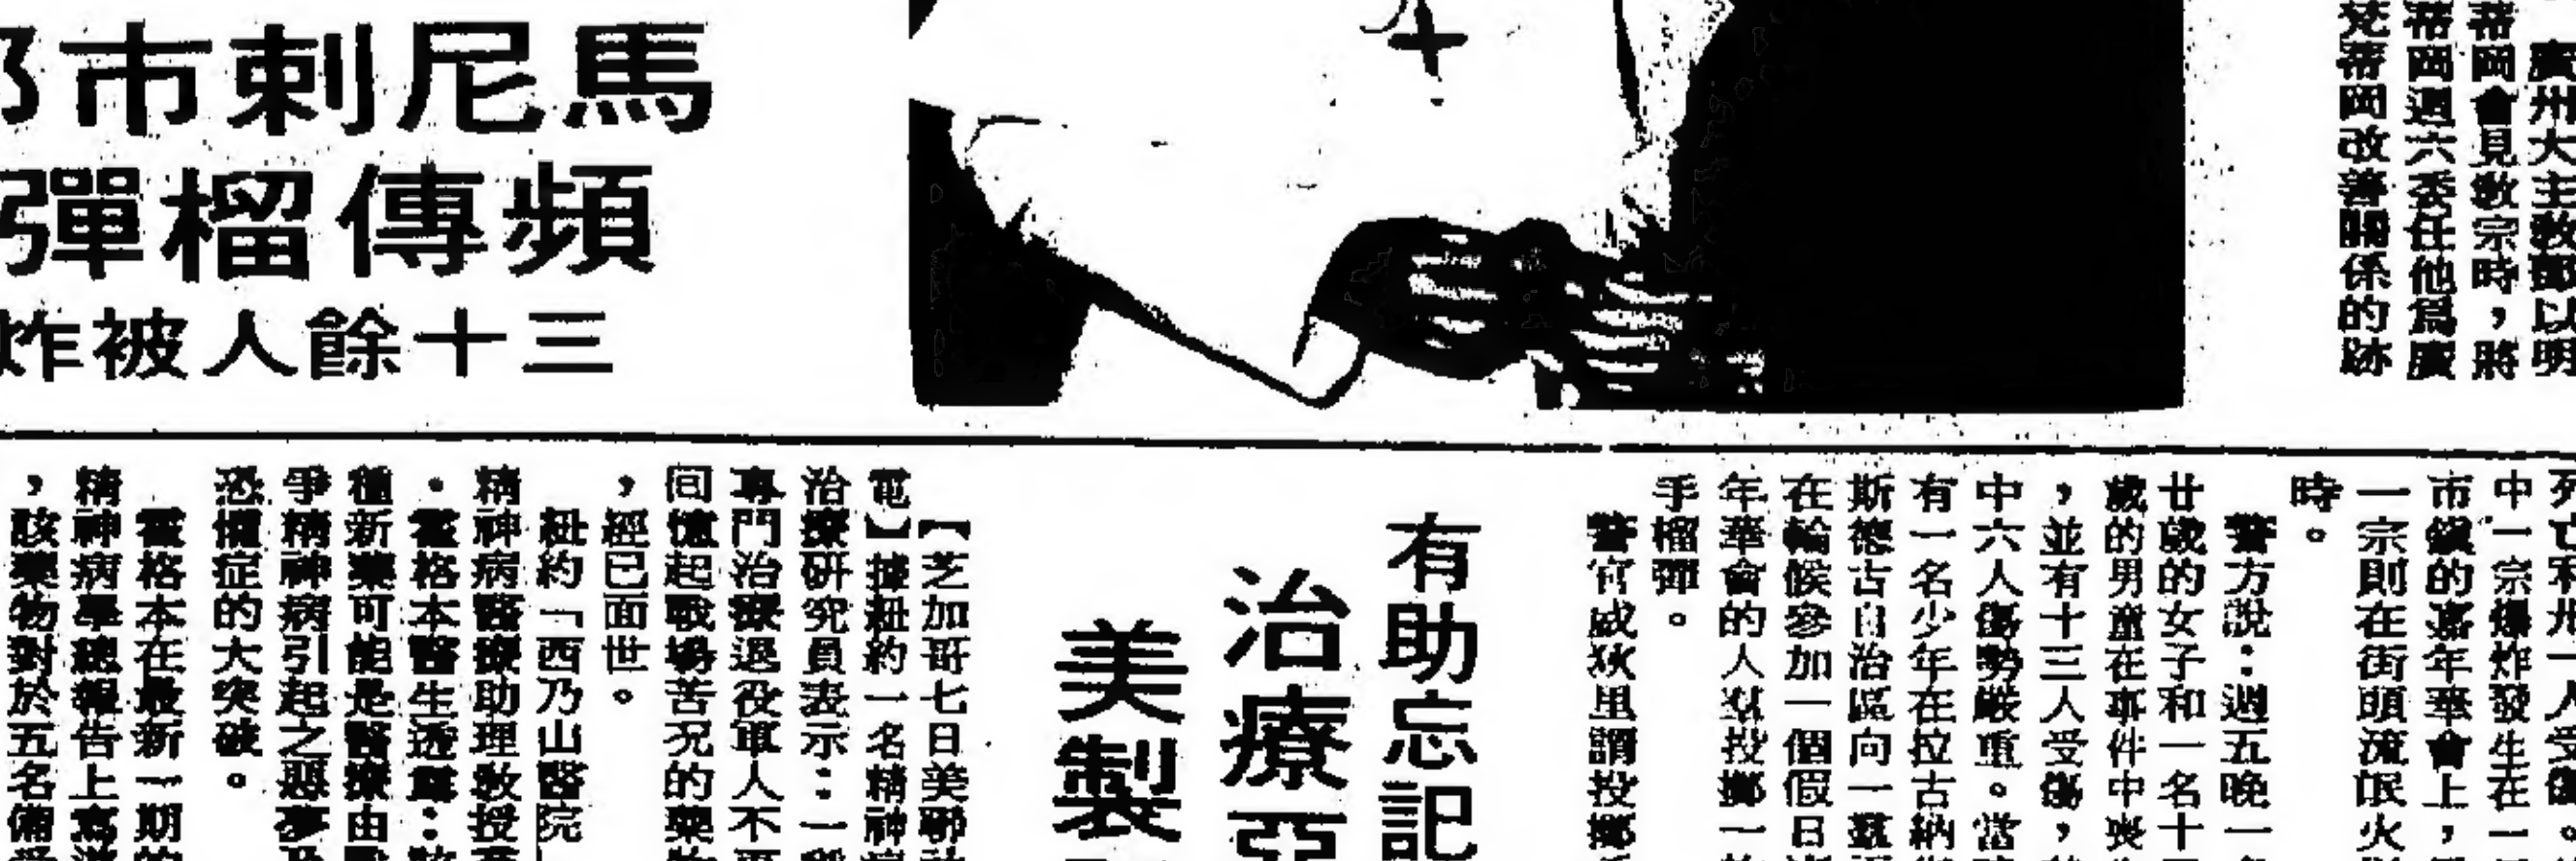 馬尼剌市
頻傳榴彈
三十餘人被炸
廣州大主教鄧以明
蒂岡會見教宗時，將
蒂岡週六委任他爲廣
梵蒂岡改善關係的跡
死亡和卅一人受傷。
中一宗爆炸發生在一
市鎮的嘉年華會上，
一宗則在街頭流氓火
時。
警方說：週五晚一
廿歲的女子和一名十
歲的男童在事件中喪
，並有十三人受傷，
中六人傷勢嚴重。當
有一名少年在拉古納
斯德古自治區向一羣
在輪候參加一個假日
年華會的人羣投擲一
手榴彈。
警官威狄里謂投擲
有助忘記
治療亞
美製
【芝加哥七日美聯社
電】據紐約一名精神病
治療研究員表示：一種
專門治療退役軍人不再
回憶起戰場苦況的藥物
，經已面世。
紐約「西乃山醫院」
精神病醫療助理教授
．霍格本醫生透露：該
種新藥可能是醫療由戰
爭精神病引起之惡夢及
恐懼症的大突破。
霍格本在最新一期的
精神病學總報告上寫道
，該藥物對於五名備受